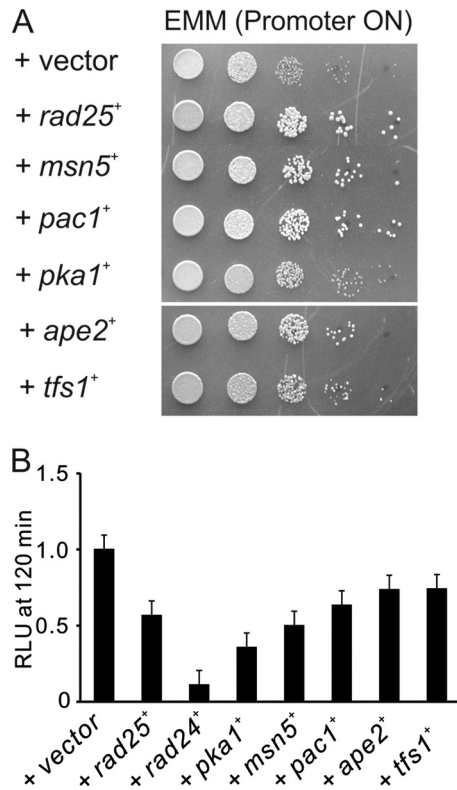 A
EMM (Promoter ON)
+ vector
+ rad25+
+ msn5+
+ pac1+
+ pka1+
+ ape2+
+ tfs1+
B
1.5
1.0
0.5
0
RLU at 120 min
+ vector
+ rad25+
+ rad24+
+ pka1+
+ msn5+
+ pac1+
+ ape2+
+ tfs1+